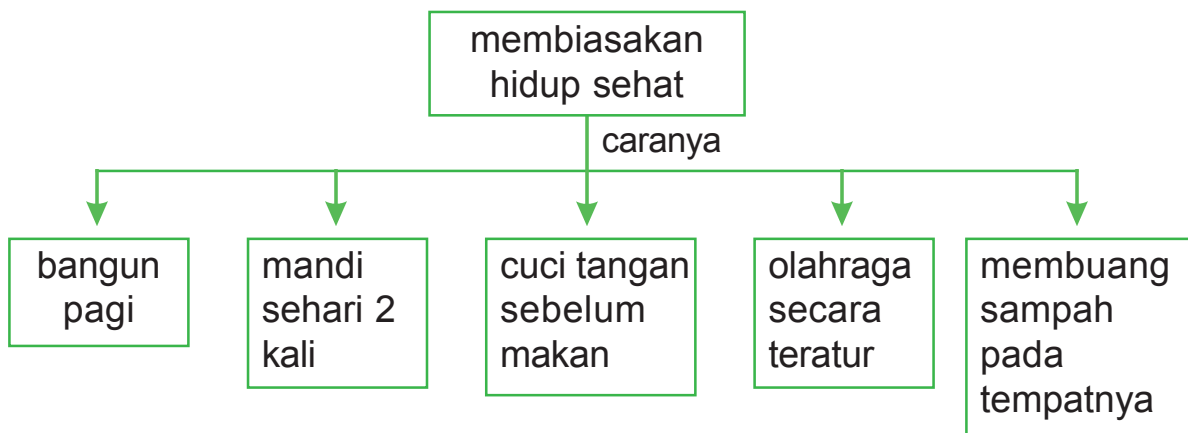 membiasakan
hidup sehat
caranya
bangun
pagi
mandi
sehari 2
kali
cuci tangan
sebelum
makan
olahraga
secara
teratur
membuang
sampah
pada
tempatnya